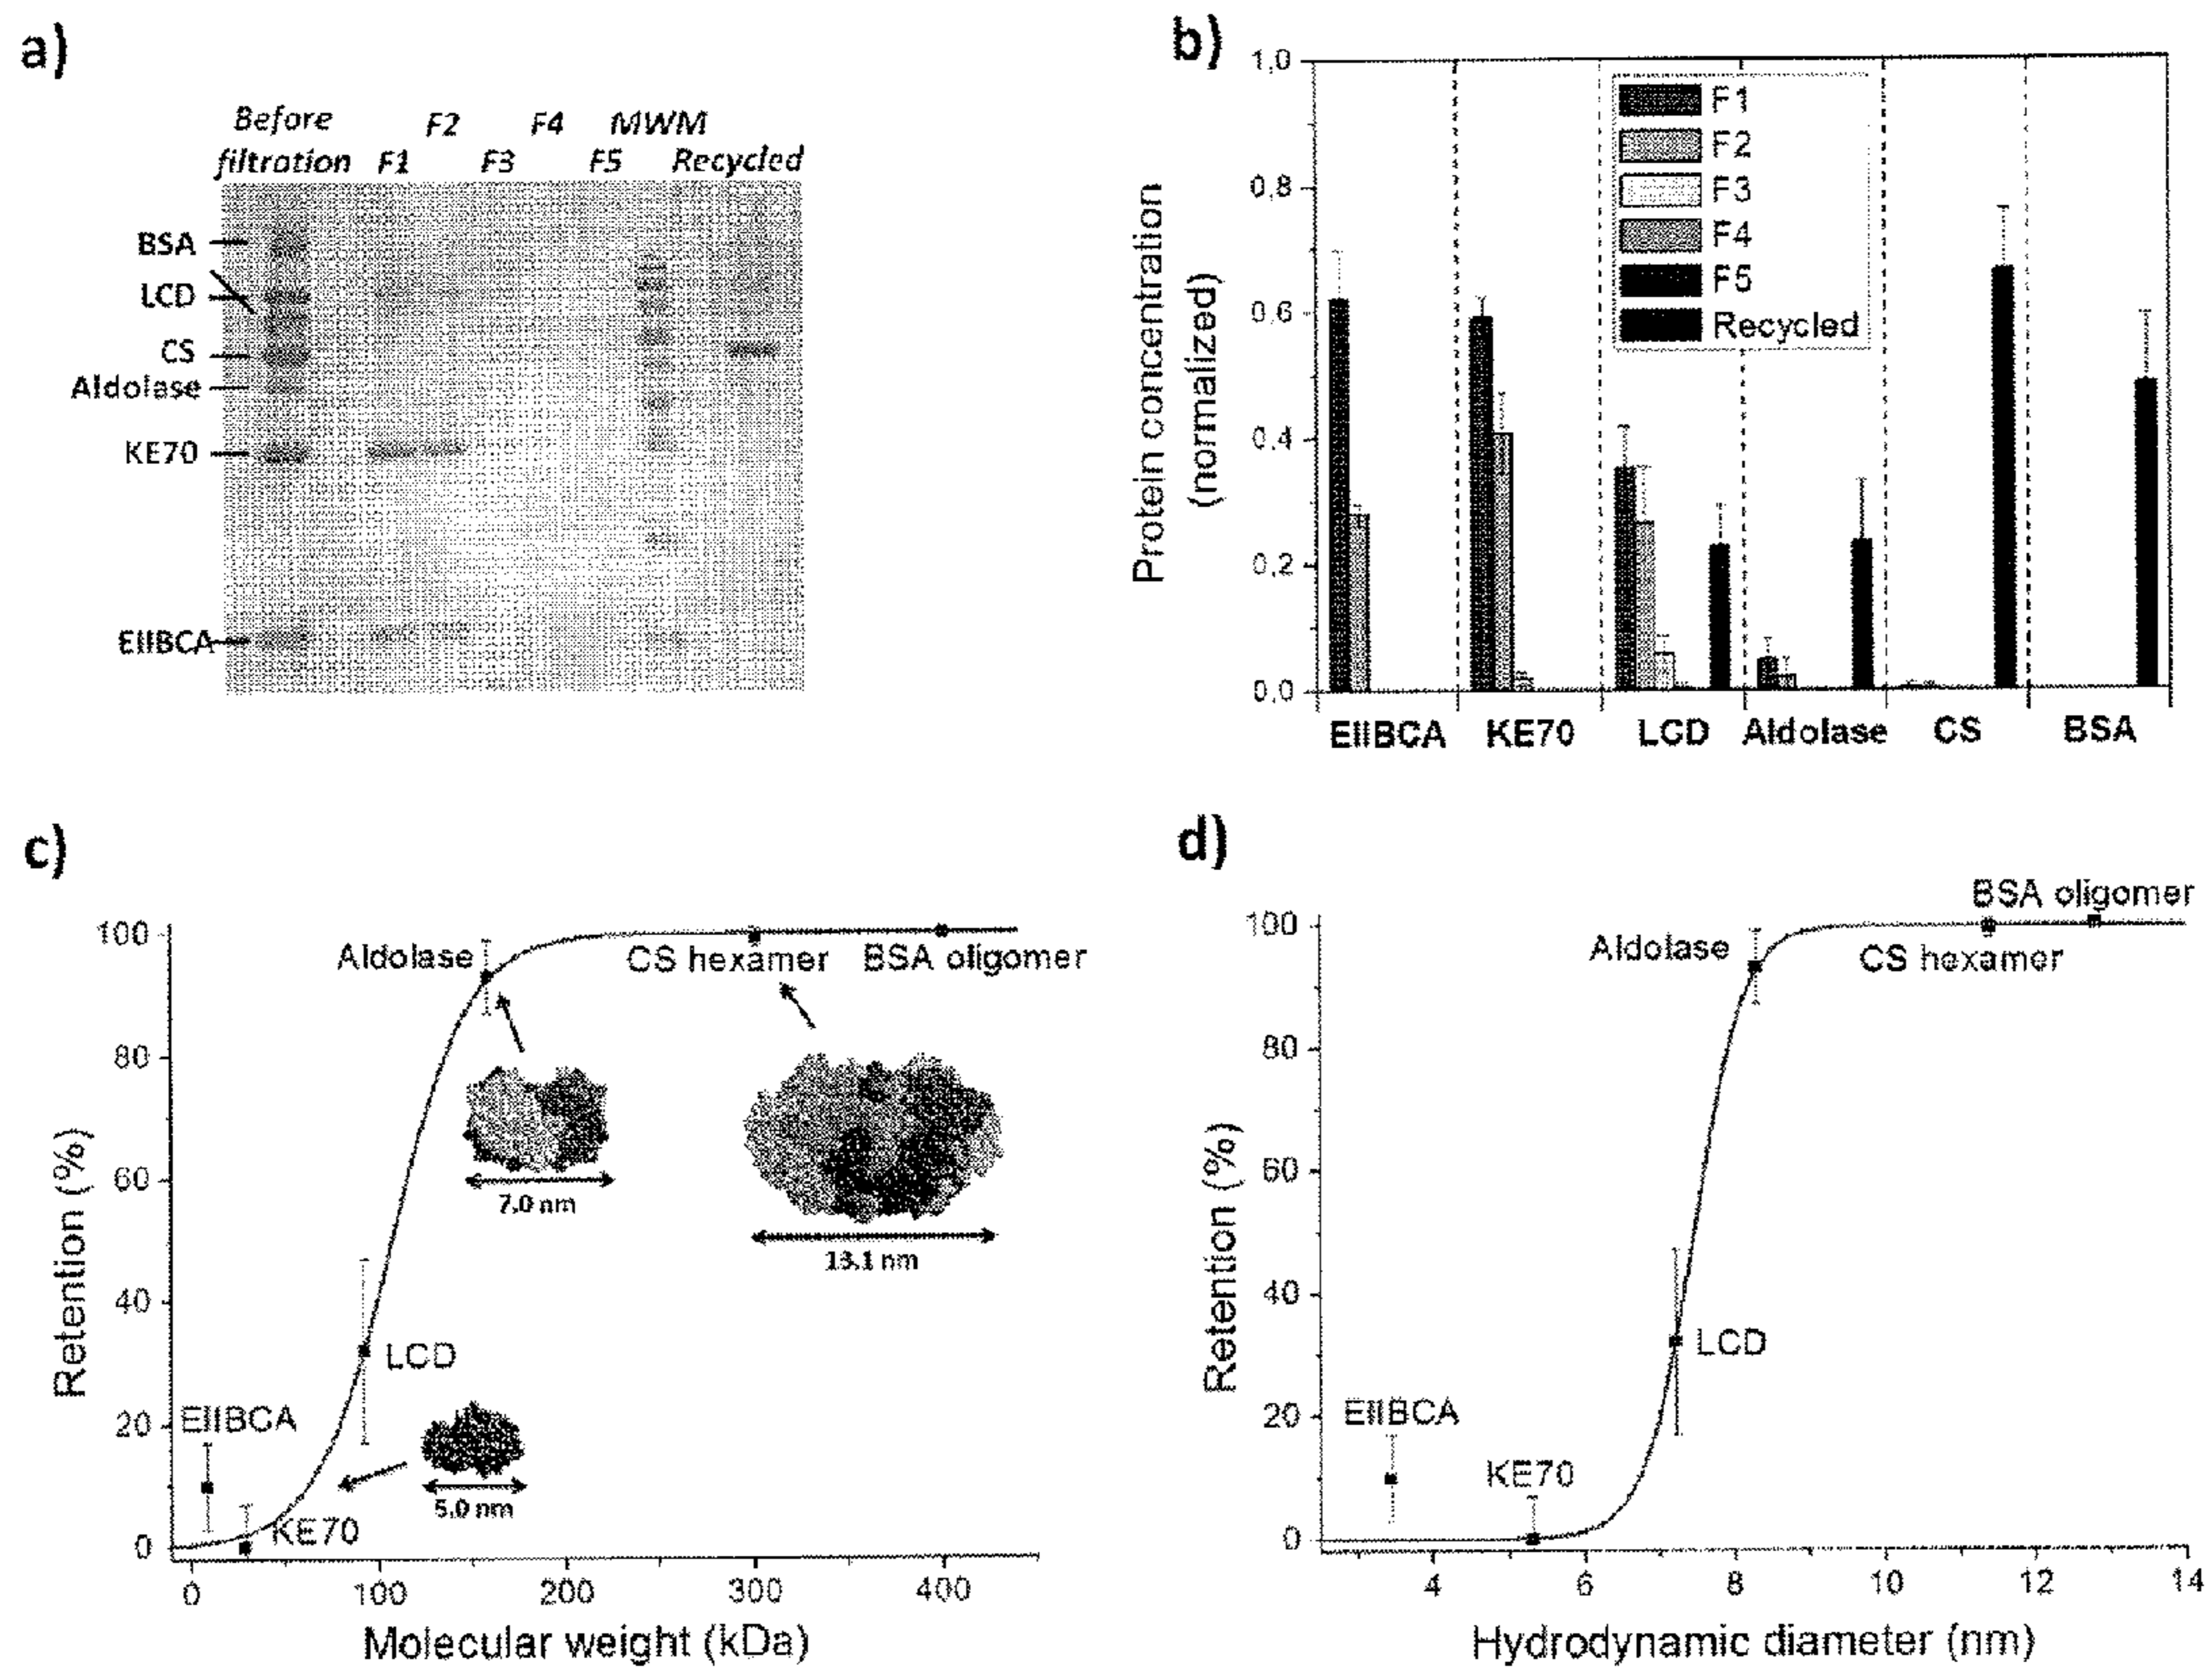 a)
Before
filtration
F1
F2
F3
F4
F5
MWM
Recycled
BSA
LCD
CS
Aldolase
KE70
EIIBCA
b)
Protein concentration
(normalized)
1,0
0,8
0,6
0,4
0,2
0,0
F1
F2
F3
F4
F5
Recycled
EIIBCA KE70 LCD Aldolase CS BSA
c)
Retention (%)
100
80
60
40
20
0
Aldolase
CS hexamer
BSA oligomer
7.0 nm
13.1 nm
LCD
EIIBCA
5.0 nm
KE70
0 100 200 300 400
Molecular weight (kDa)
d)
Retention (%)
100
80
60
40
20
0
BSA oligomer
Aldolase
CS hexamer
LCD
EIIBCA
KE70
4 6 8 10 12 14
Hydrodynamic diameter (nm)